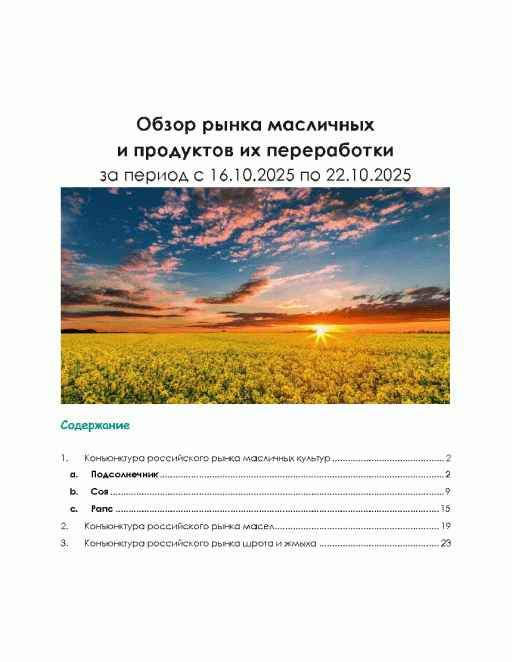 Обзор рынка масличных
и продуктов их переработки
за период с 16.10.2025 по 22.10.2025
Содержание
1. Конъюнктура российского рынка масличных культур 2
a. Подсолнечник 2
b. Соя 9
c. Рапс 15
2. Конъюнктура российского рынка масел 19
3. Конъюнктура российского рынка шрота и жмыха 23